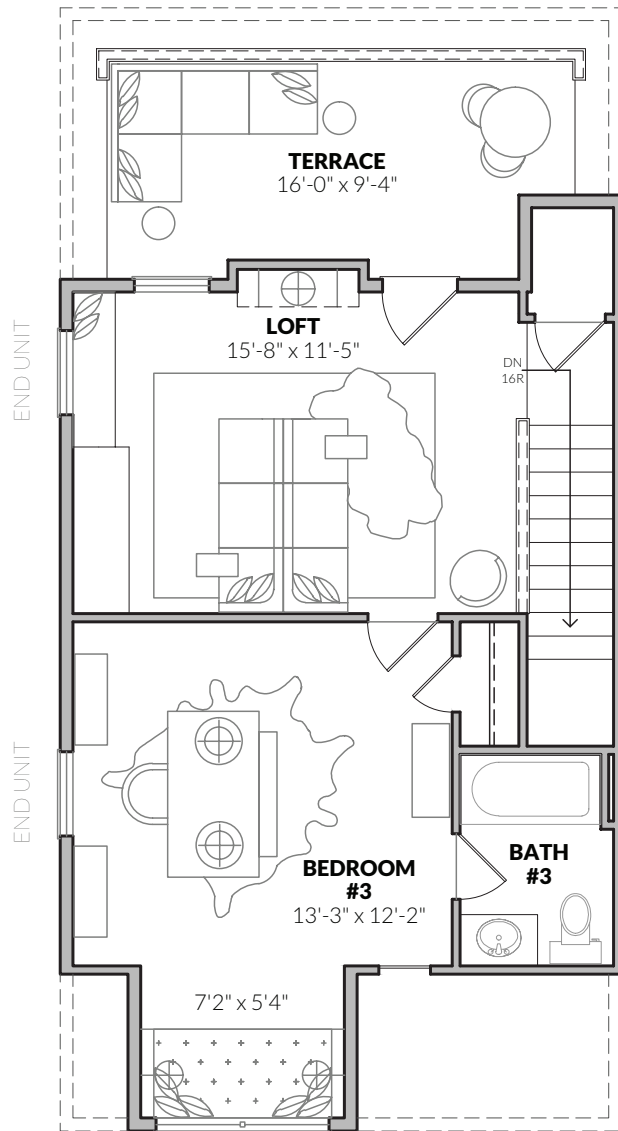 TERRACE
16'-0" x 9'-4"
END UNIT
LOFT
15'-8" x 11'-5"
DN
16R
END UNIT
BEDROOM
#3
13'-3" x 12'-2"
BATH
#3
7'2" x 5'4"